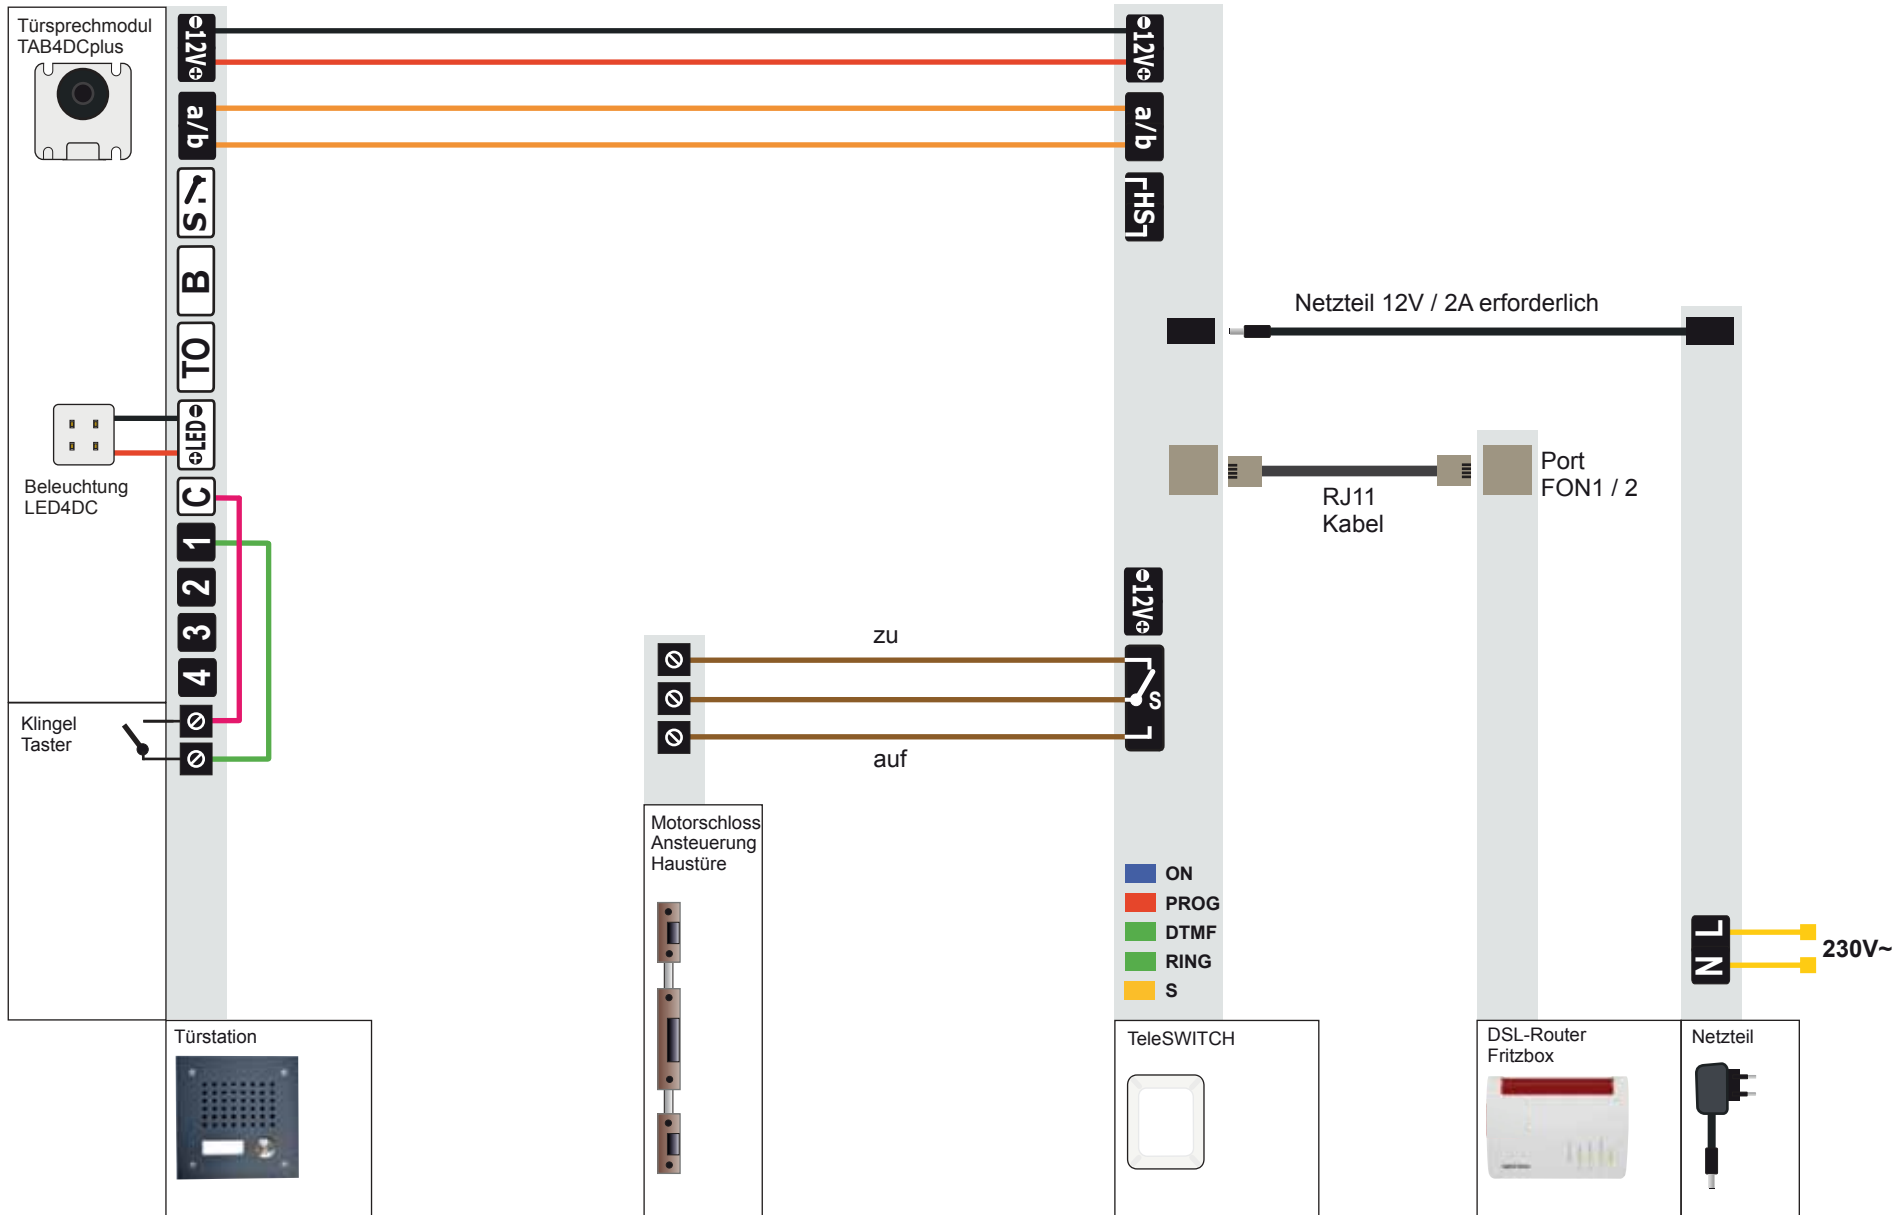 Türsprechmodul
TAB4DCplus
12V
a/b
S
B
TO
LED
C
1
2
3
4
Beleuchtung
LED4DC
Klingel
Taster
Türstation
zu
auf
Motorschloss
Ansteuerung
Haustüre
12V
a/b
HS
12V
S
ON
PROG
DTMF
RING
S
TeleSWITCH
Netzteil 12V / 2A erforderlich
RJ11
Kabel
Port
FON1 / 2
DSL-Router
Fritzbox
L
N
230V~
Netzteil